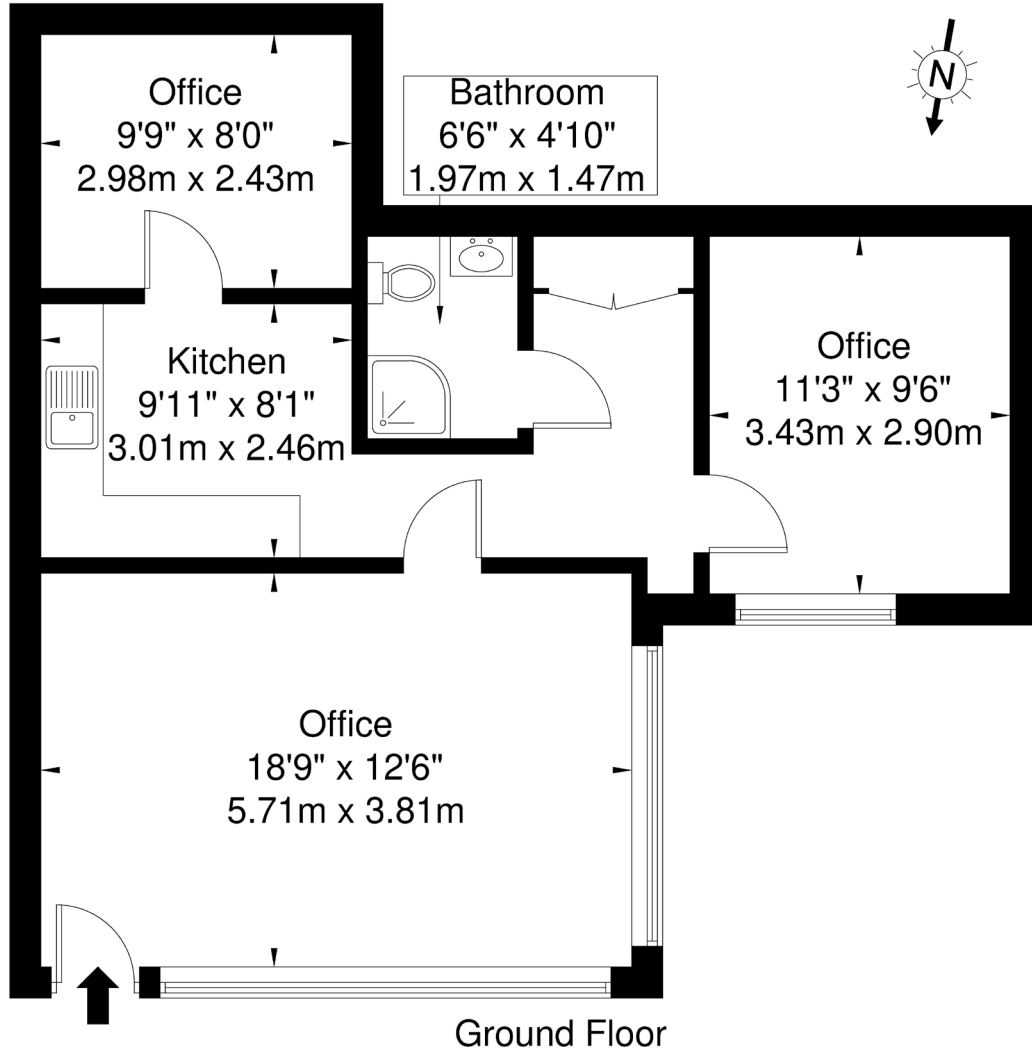 Office
9'9" x 8'0"
2.98m x 2.43m
Bathroom
6'6" x 4'10"
1.97m x 1.47m
N
Kitchen
9'11" x 8'1"
3.01m x 2.46m
Office
11'3" x 9'6"
3.43m x 2.90m
Office
18'9" x 12'6"
5.71m x 3.81m
Ground Floor